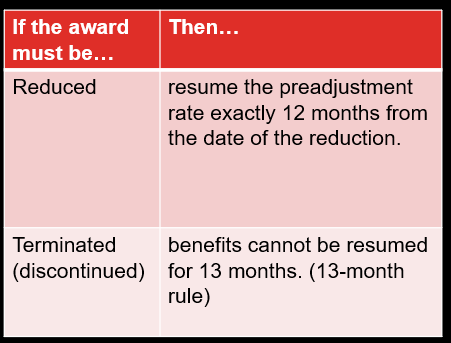 If the award
must be…
Then…
Reduced
resume the preadjustment
rate exactly 12 months from
the date of the reduction.
Terminated
(discontinued)
benefits cannot be resumed
for 13 months. (13-month
rule)